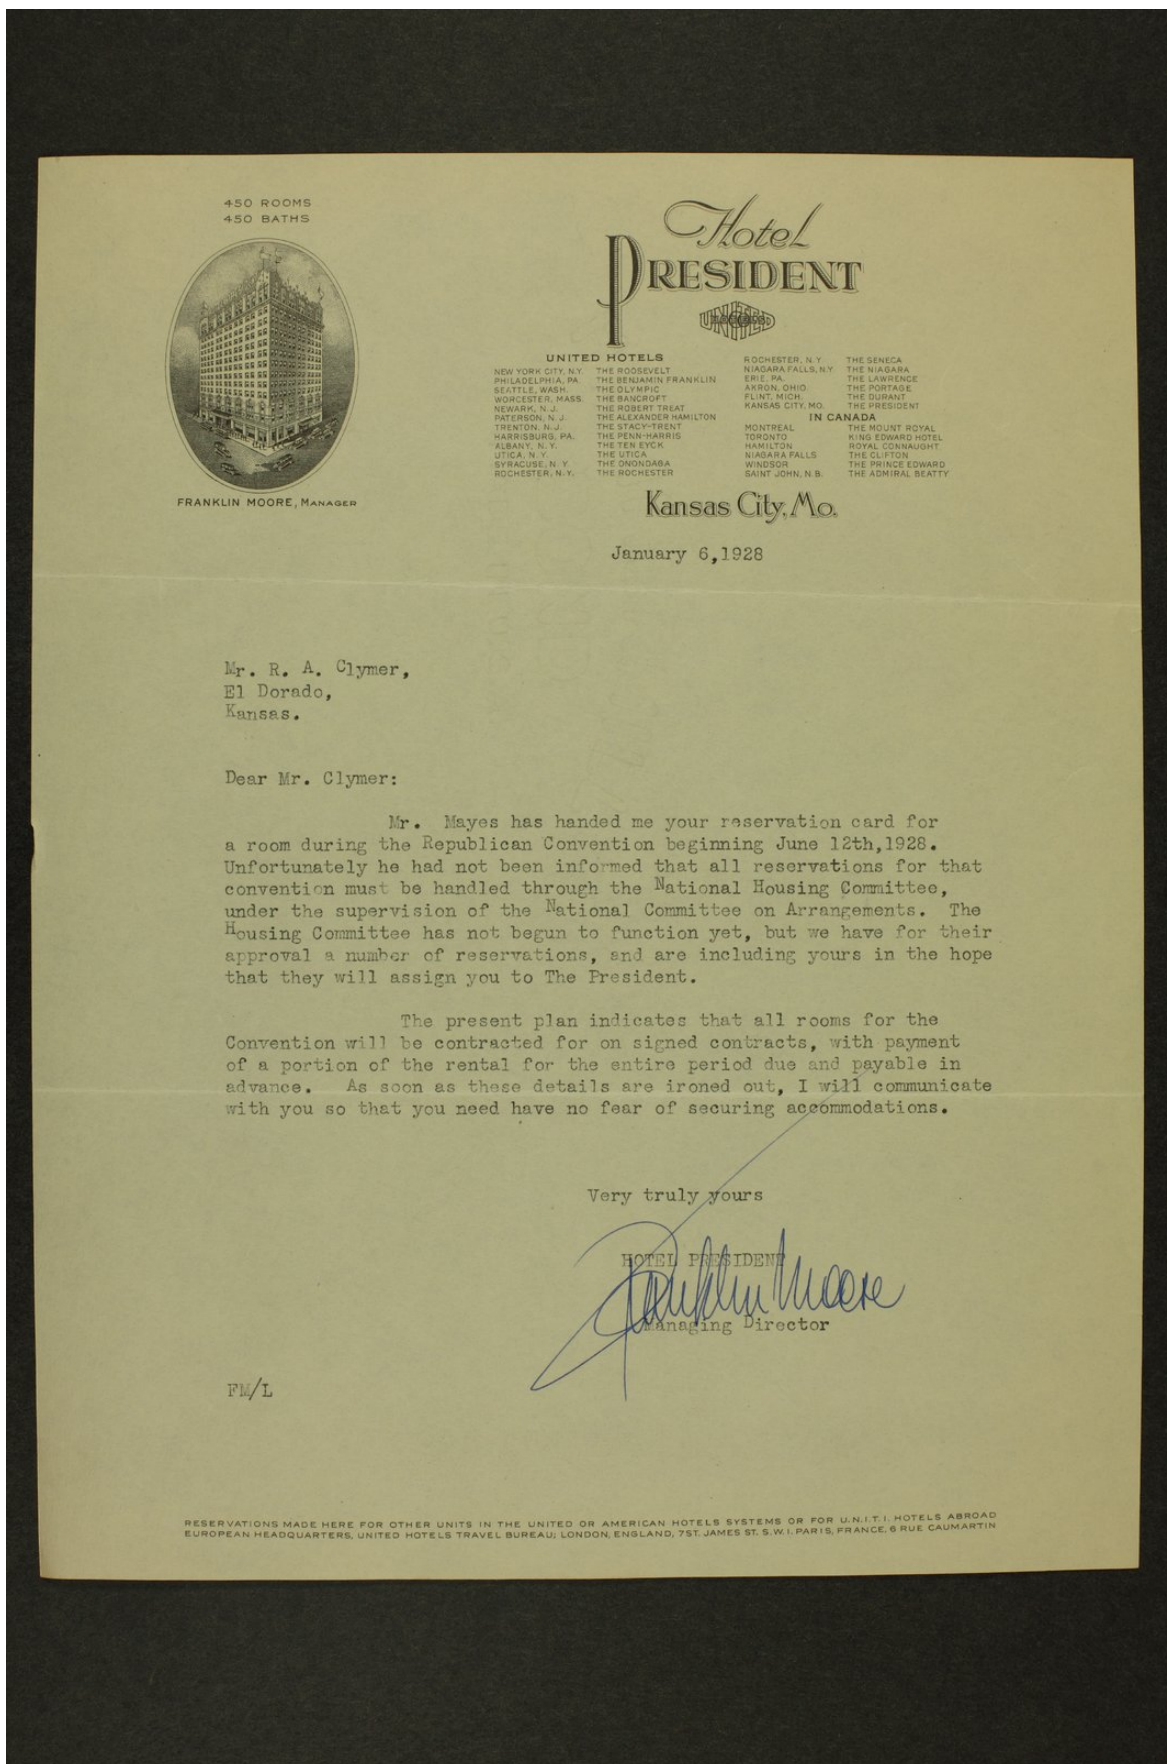 450 ROOMS
450 BATHS
FRANKLIN MOORE, MANAGER
Hotel
PRESIDENT
UNITED
UNITED HOTELS
NEW YORK CITY, N.Y. THE ROOSEVELT
PHILADELPHIA, PA. THE BENJAMIN FRANKLIN
SEATTLE, WASH. THE OLYMPIC
WORCESTER, MASS. THE BANCROFT
NEWARK, N.J. THE ROBERT TREAT
PATERSON, N.J. THE ALEXANDER HAMILTON
TRENTON, N.J. THE STACY-TRENT
HARRISBURG, PA. THE PENN-HARRIS
ALBANY, N.Y. THE TEN EYCK
UTICA, N.Y. THE UTICA
SYRACUSE, N.Y. THE ONONDAGA
ROCHESTER, N.Y. THE ROCHESTER
ROCHESTER, N.Y. THE SENECA
NIAGARA FALLS, N.Y. THE NIAGARA
ERIE, PA. THE LAWRENCE
AKRON, OHIO. THE PORTAGE
FLINT, MICH. THE DURANT
KANSAS CITY, MO. THE PRESIDENT
IN CANADA
MONTREAL THE MOUNT ROYAL
TORONTO KING EDWARD HOTEL
HAMILTON ROYAL CONNAUGHT
NIAGARA FALLS THE CLIFTON
WINDSOR THE PRINCE EDWARD
SAINT JOHN, N.B. THE ADMIRAL BEATTY
Kansas City, Mo.
January 6,1928
Mr. R. A. Clymer,
El Dorado,
Kansas.
Dear Mr. Clymer:
Mr. Mayes has handed me your reservation card for
a room during the Republican Convention beginning June 12th,1928.
Unfortunately he had not been informed that all reservations for that
convention must be handled through the National Housing Committee,
under the supervision of the National Committee on Arrangements. The
Housing Committee has not begun to function yet, but we have for their
approval a number of reservations, and are including yours in the hope
that they will assign you to The President.
The present plan indicates that all rooms for the
Convention will be contracted for on signed contracts, with payment
of a portion of the rental for the entire period due and payable in
advance. As soon as these details are ironed out, I will communicate
with you so that you need have no fear of securing accommodations.
Very truly yours
HOTEL PRESIDENT
Franklin Moore
Managing Director
FM/L
RESERVATIONS MADE HERE FOR OTHER UNITS IN THE UNITED OR AMERICAN HOTELS SYSTEMS OR FOR U.N.I.T.I. HOTELS ABROAD
EUROPEAN HEADQUARTERS, UNITED HOTELS TRAVEL BUREAU; LONDON, ENGLAND, 7 ST. JAMES ST. S.W.I. PARIS, FRANCE, 6 RUE CAUMARTIN